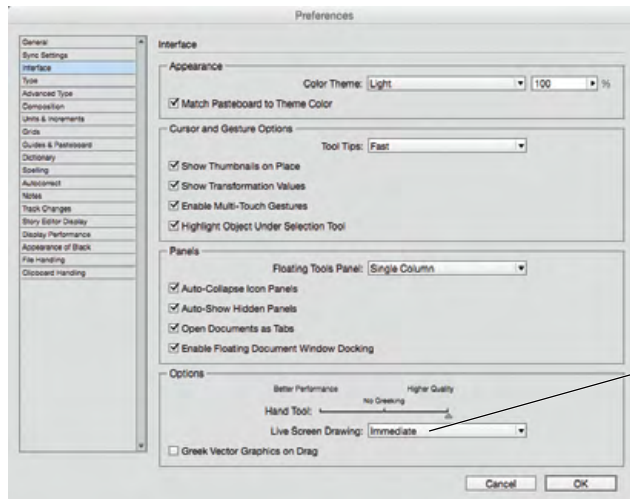 Preferences
General
Sync Settings
Interface
Type
Advanced Type
Composition
Units & Increments
Grids
Guides & Pasteboard
Dictionary
Spelling
Autocorrect
Notes
Track Changes
Story Editor Display
Display Performance
Appearance of Black
File Handling
Clipboard Handling
Interface
Appearance
Color Theme: Light 100 %
Match Pasteboard to Theme Color
Cursor and Gesture Options
Tool Tips: Fast
Show Thumbnails on Place
Show Transformation Values
Enable Multi-Touch Gestures
Highlight Object Under Selection Tool
Panels
Floating Tools Panel: Single Column
Auto-Collapse Icon Panels
Auto-Show Hidden Panels
Open Documents as Tabs
Enable Floating Document Window Docking
Options
Better Performance Higher Quality
No Greeking
Hand Tool:
Live Screen Drawing: Immediate
Greek Vector Graphics on Drag
Cancel OK